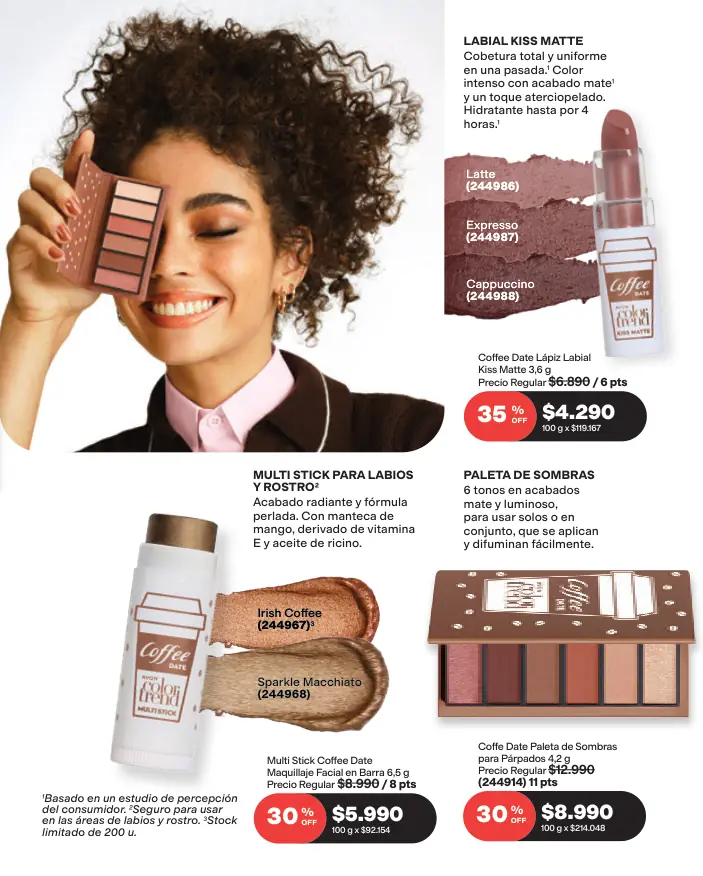 LABIAL KISS MATTE
Cobertura total y uniforme
en una pasada.¹ Color
intenso con acabado mate¹
y un toque aterciopelado.
Hidratante hasta por 4
horas.¹
Latte
(244986)
Expresso
(244987)
Cappuccino
(244988)
Coffee
DATE
AVON
color
trend
KISS MATTE
Coffee Date Lápiz Labial
Kiss Matte 3,6 g
Precio Regular $6.890 / 6 pts
35 % OFF
$4.290
100 g x $119.167
MULTI STICK PARA LABIOS
Y ROSTRO²
Acabado radiante y fórmula
perlada. Con manteca de
mango, derivado de vitamina
E y aceite de ricino.
Coffee
DATE
AVON
color
trend
MULTI STICK
Irish Coffee
(244967)³
Sparkle Macchiato
(244968)
Multi Stick Coffee Date
Maquillaje Facial en Barra 6,5 g
Precio Regular $8.990 / 8 pts
30 % OFF
$5.990
100 g x $92.154
PALETA DE SOMBRAS
6 tonos en acabados
mate y luminoso,
para usar solos o en
conjunto, que se aplican
y difuminan fácilmente.
Coffee
DATE
Coffe Date Paleta de Sombras
para Párpados 4,2 g
Precio Regular $12.990
(244914) 11 pts
30 % OFF
$8.990
100 g x $214.048
¹Basado en un estudio de percepción
del consumidor. ²Seguro para usar
en las áreas de labios y rostro. ³Stock
limitado de 200 u.